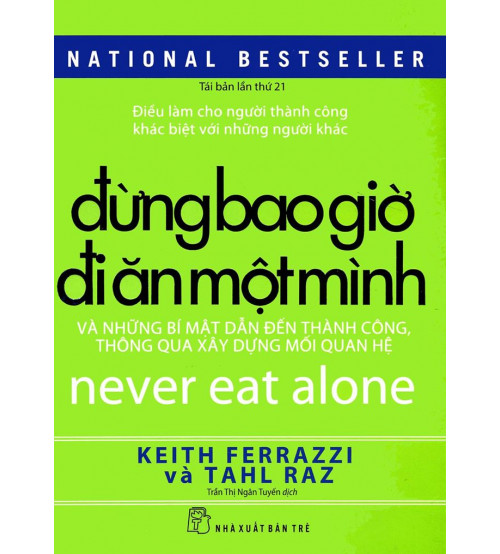 NATIONAL BESTSELLER
Tái bản lần thứ 21
Điều làm cho người thành công
khác biệt với những người khác
đừng bao giờ
đi ăn một mình
VÀ NHỮNG BÍ MẬT DẪN ĐẾN THÀNH CÔNG,
THÔNG QUA XÂY DỰNG MỐI QUAN HỆ
never eat alone
KEITH FERRAZZI
và TAHL RAZ
Trần Thị Ngân Tuyến dịch
NHÀ XUẤT BẢN TRẺ